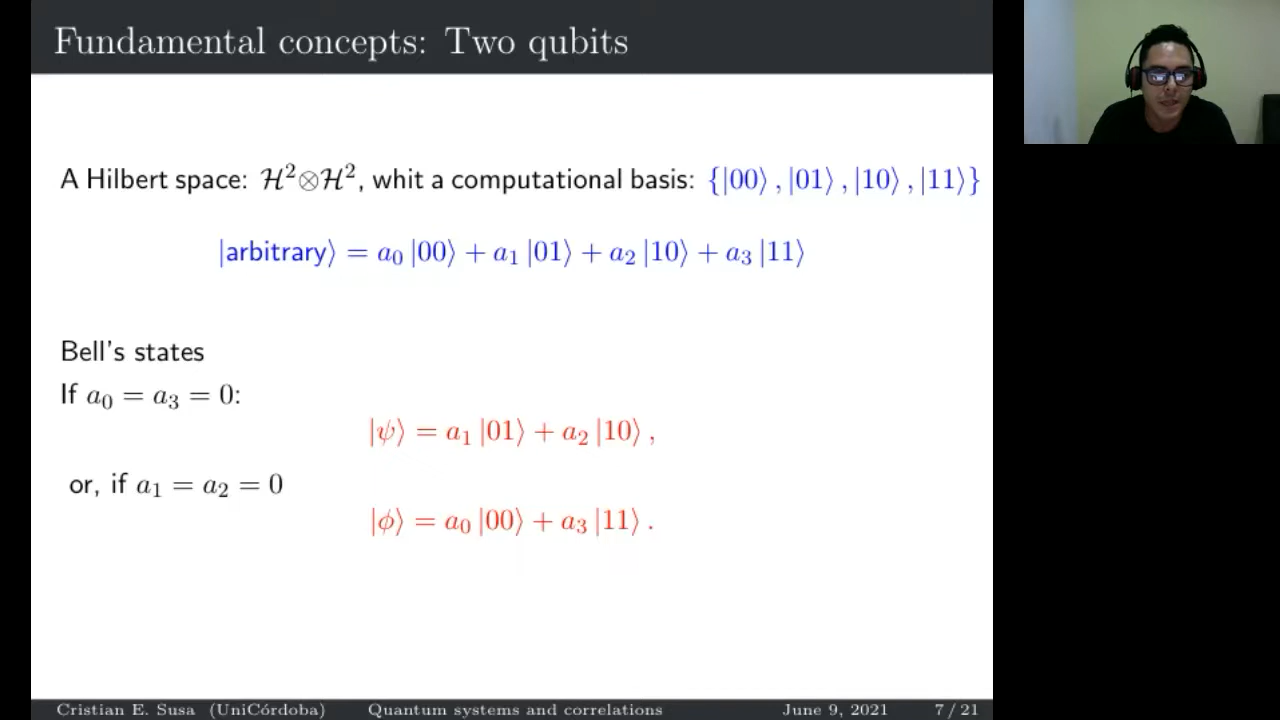 Fundamental concepts: Two qubits
A Hilbert space: ℋ²⊗ℋ², whit a computational basis: {|00⟩, |01⟩, |10⟩, |11⟩}
|arbitrary⟩ = a₀ |00⟩ + a₁ |01⟩ + a₂ |10⟩ + a₃ |11⟩
Bell's states
If a₀ = a₃ = 0:
|ψ⟩ = a₁ |01⟩ + a₂ |10⟩ ,
or, if a₁ = a₂ = 0
|ϕ⟩ = a₀ |00⟩ + a₃ |11⟩ .
Cristian E. Susa (UniCórdoba) Quantum systems and correlations June 9, 2021 7 / 21